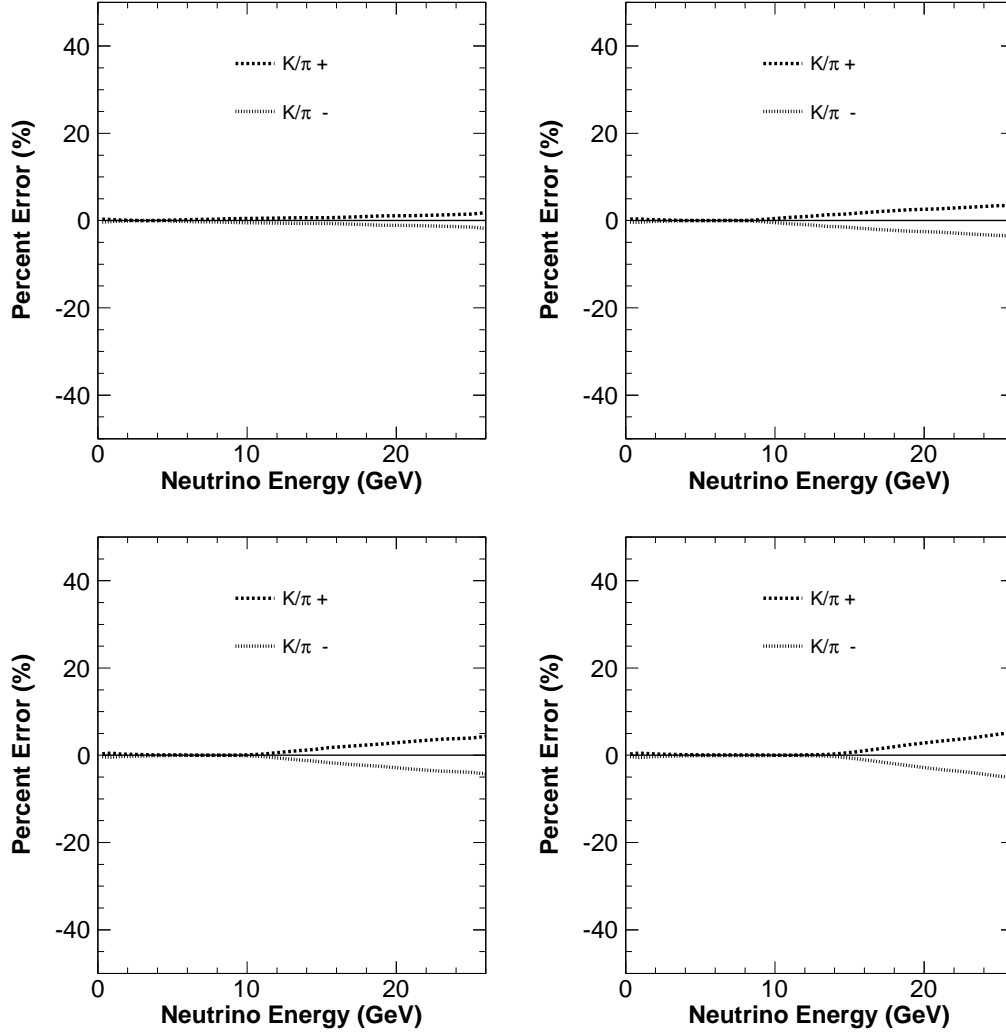 Percent Error (%)
40
20
0
-20
-40
K/π +
K/π -
0 10 20
Neutrino Energy (GeV)
Percent Error (%)
40
20
0
-20
-40
K/π +
K/π -
0 10 20
Neutrino Energy (GeV)
Percent Error (%)
40
20
0
-20
-40
K/π +
K/π -
0 10 20
Neutrino Energy (GeV)
Percent Error (%)
40
20
0
-20
-40
K/π +
K/π -
0 10 20
Neutrino Energy (GeV)